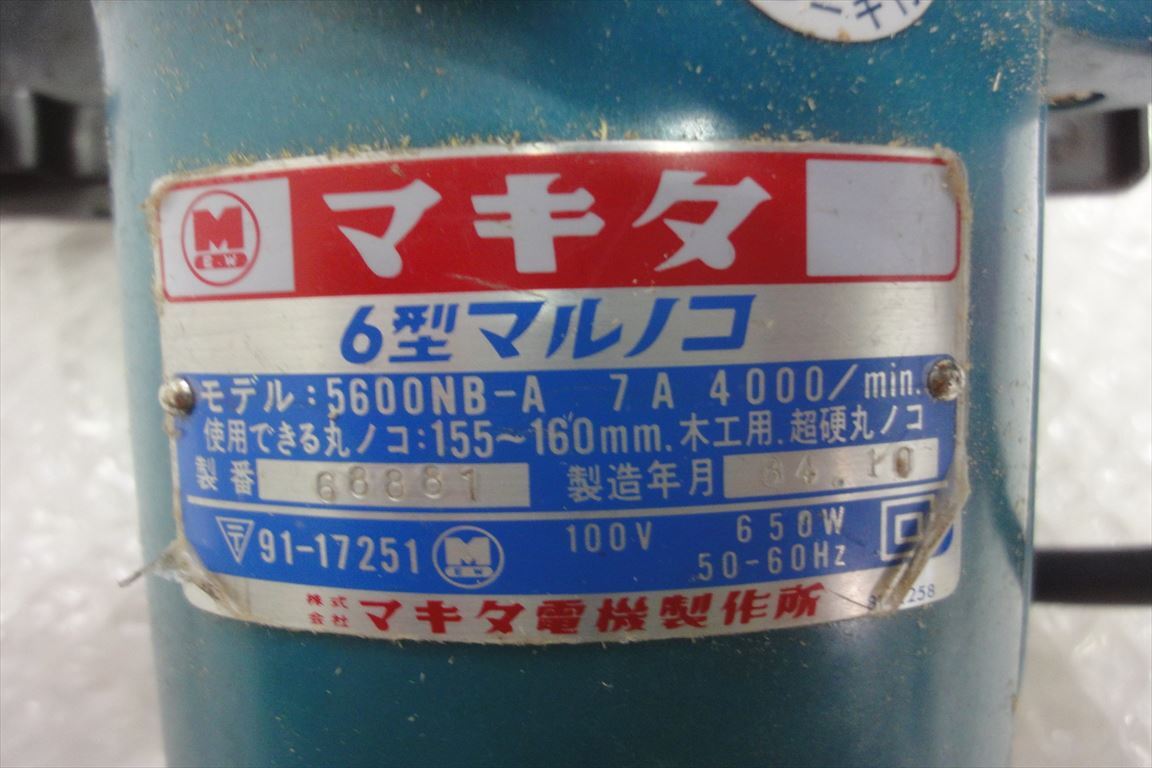 M
E.W
マキタ
6型マルノコ
モデル:5600NB-A 7A 4000/min.
使用できる丸ノコ:155~160mm. 木工用. 超硬丸ノコ
製番 68881 製造年月 84.10
〒 91-17251 M 100V 650W
50-60Hz
株式会社 マキタ電機製作所